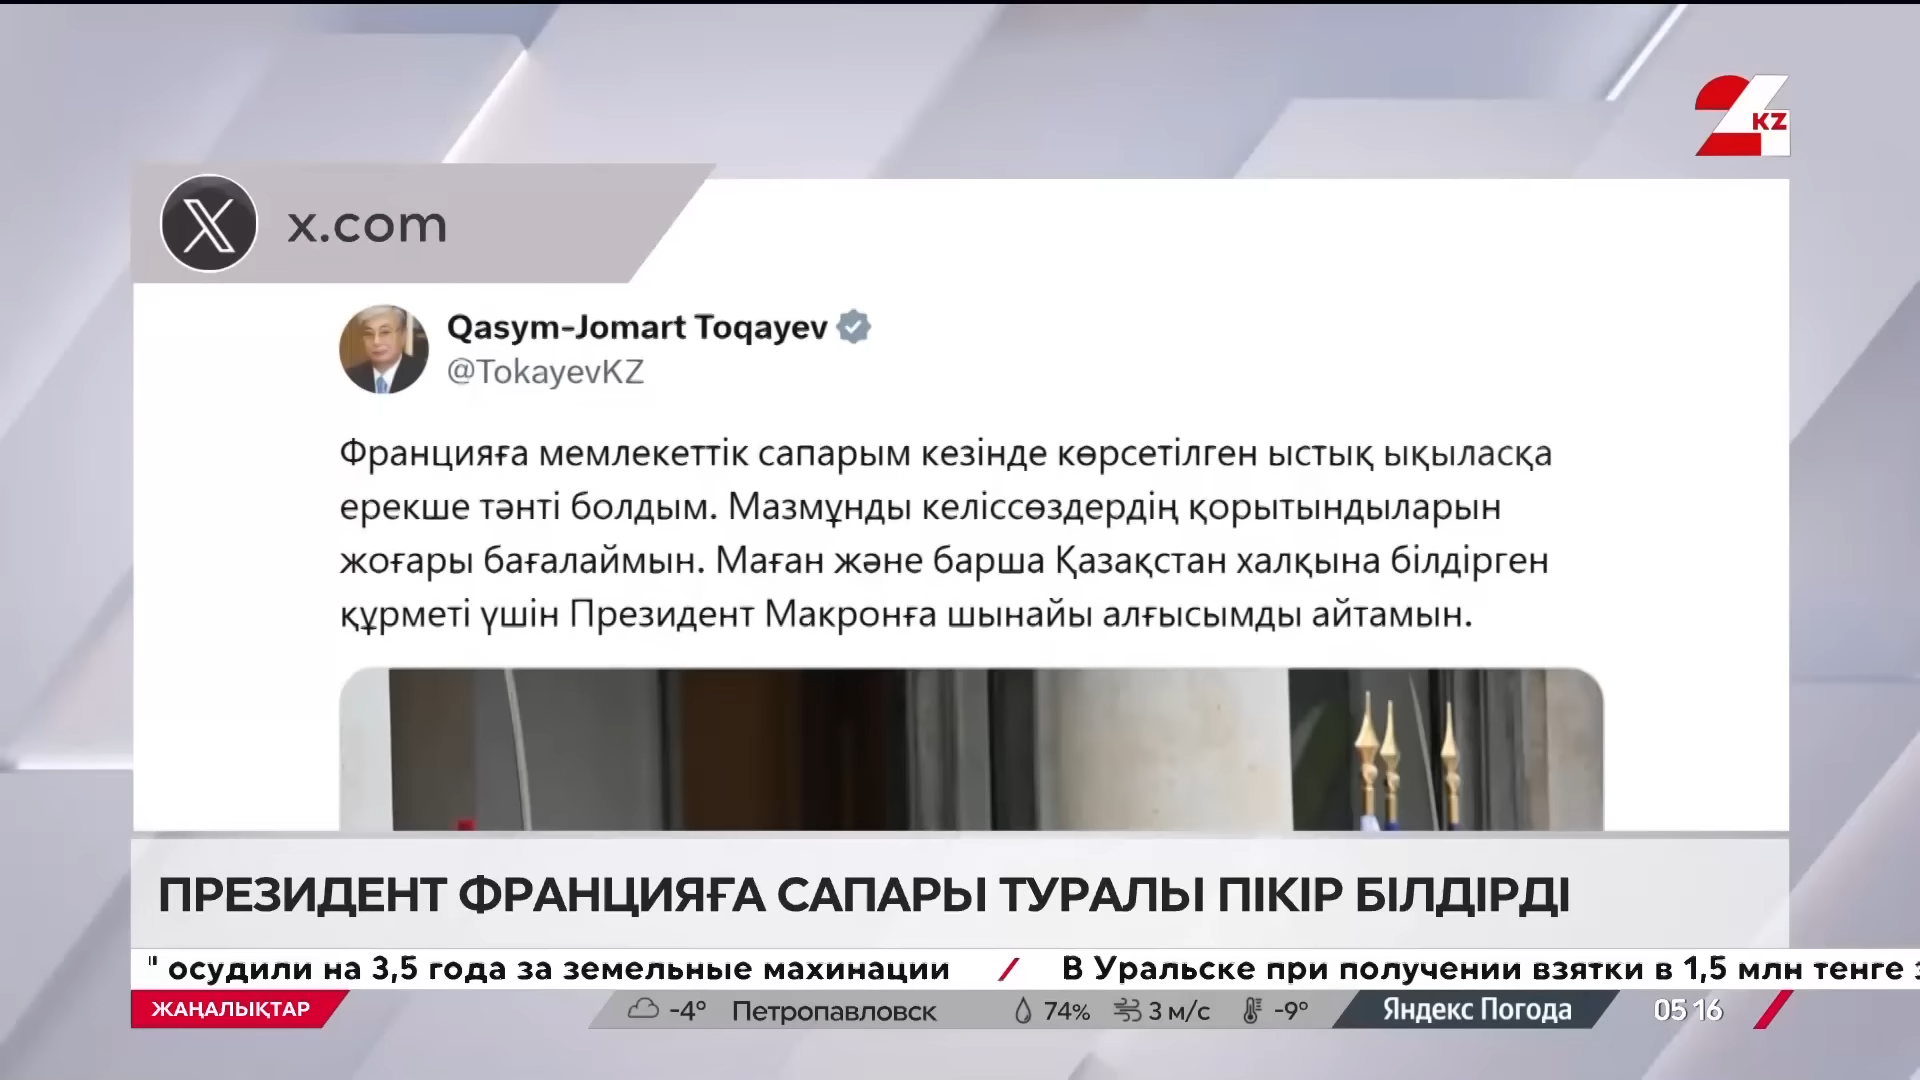 24
KZ
X x.com
Qasym-Jomart Toqayev
@TokayevKZ
Францияға мемлекеттік сапарым кезінде көрсетілген ыстық ықыласқа
ерекше тәнті болдым. Мазмұнды келіссөздердің қорытындыларын
жоғары бағалаймын. Маған және барша Қазақстан халқына білдірген
құрметі үшін Президент Макронға шынайы алғысымды айтамын.
ПРЕЗИДЕНТ ФРАНЦИЯҒА САПАРЫ ТУРАЛЫ ПІКІР БІЛДІРДІ
" осудили на 3,5 года за земельные махинации / В Уральске при получении взятки в 1,5 млн тенге
ЖАҢАЛЫҚТАР -4° Петропавловск 74% 3 м/с -9° Яндекс Погода 05 16